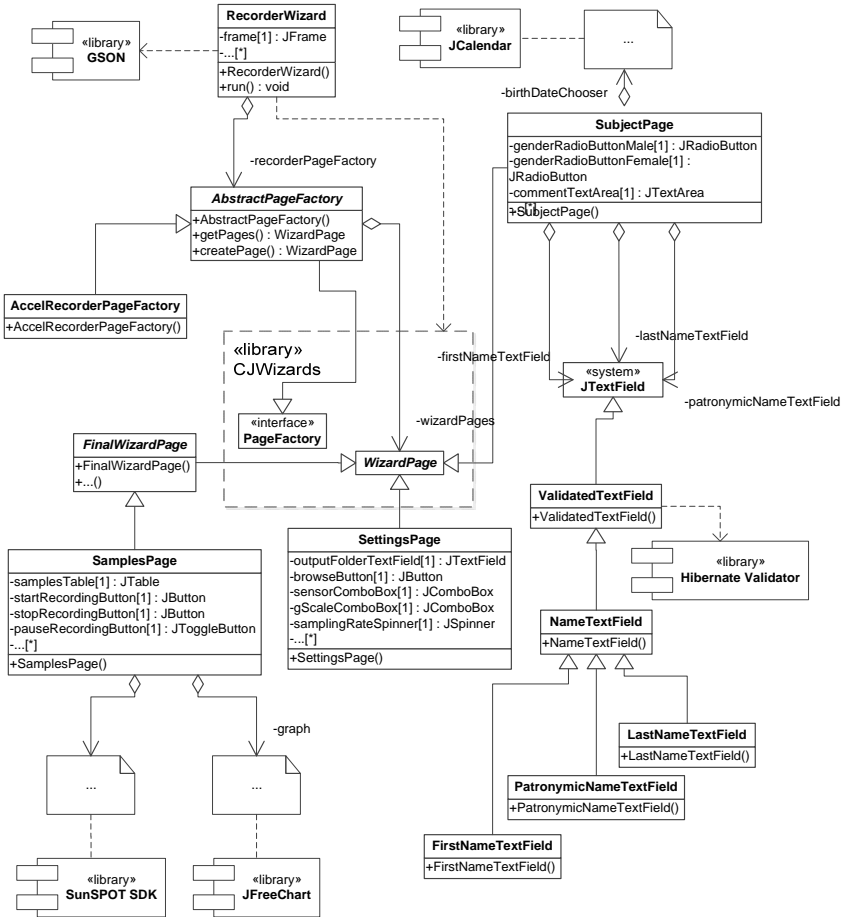 RecorderWizard
-frame[1] : JFrame
-...[*]
+RecorderWizard()
+run() : void
«library»
GSON
«library»
JCalendar
...
-birthDateChooser
SubjectPage
-genderRadioButtonMale[1] : JRadioButton
-genderRadioButtonFemale[1] :
JRadioButton
-commentTextArea[1] : JTextArea
-...[*]
+SubjectPage()
-recorderPageFactory
AbstractPageFactory
+AbstractPageFactory()
+getPages() : WizardPage
+createPage() : WizardPage
AccelRecorderPageFactory
+AccelRecorderPageFactory()
«library»
CJWizards
-firstNameTextField
-lastNameTextField
«system»
JTextField
-patronymicNameTextField
«interface»
PageFactory
-wizardPages
WizardPage
FinalWizardPage
+FinalWizardPage()
+...()
ValidatedTextField
+ValidatedTextField()
«library»
Hibernate Validator
SamplesPage
-samplesTable[1] : JTable
-startRecordingButton[1] : JButton
-stopRecordingButton[1] : JButton
-pauseRecordingButton[1] : JToggleButton
-...[*]
+SamplesPage()
SettingsPage
-outputFolderTextField[1] : JTextField
-browseButton[1] : JButton
-sensorComboBox[1] : JComboBox
-gScaleComboBox[1] : JComboBox
-samplingRateSpinner[1] : JSpinner
-...[*]
+SettingsPage()
NameTextField
+NameTextField()
-graph
...
...
LastNameTextField
+LastNameTextField()
PatronymicNameTextField
+PatronymicNameTextField()
FirstNameTextField
+FirstNameTextField()
«library»
SunSPOT SDK
«library»
JFreeChart